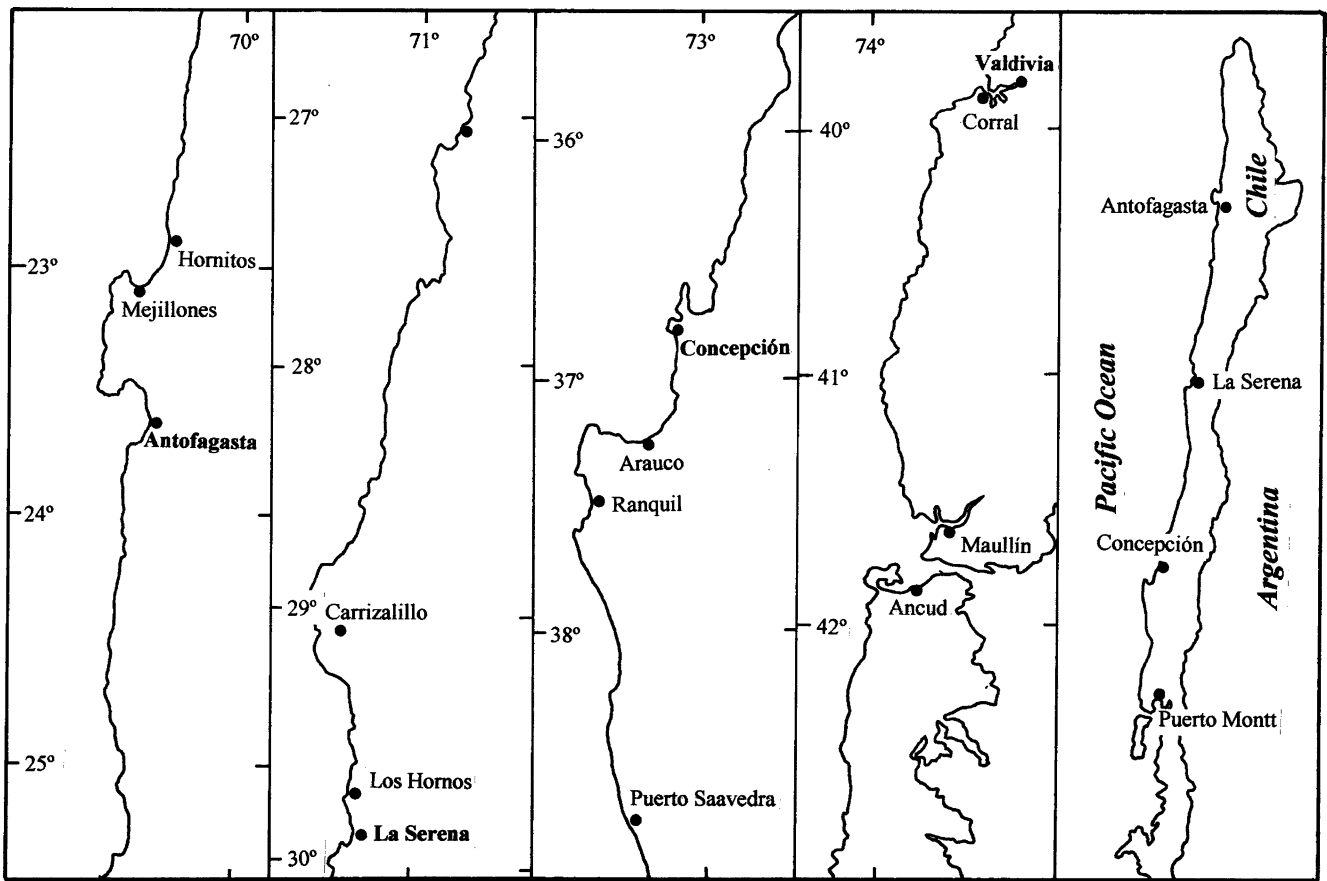 70º
Hornitos
23º
Mejillones
Antofagasta
24º
25º
71º
27º
28º
29º
Carrizalillo
Los Hornos
La Serena
30º
73º
36º
Concepción
37º
Arauco
Ranquil
38º
Puerto Saavedra
74º
Valdivia
Corral
40º
41º
Maullín
Ancud
42º
Chile
Antofagasta
La Serena
Pacific Ocean
Concepción
Argentina
Puerto Montt